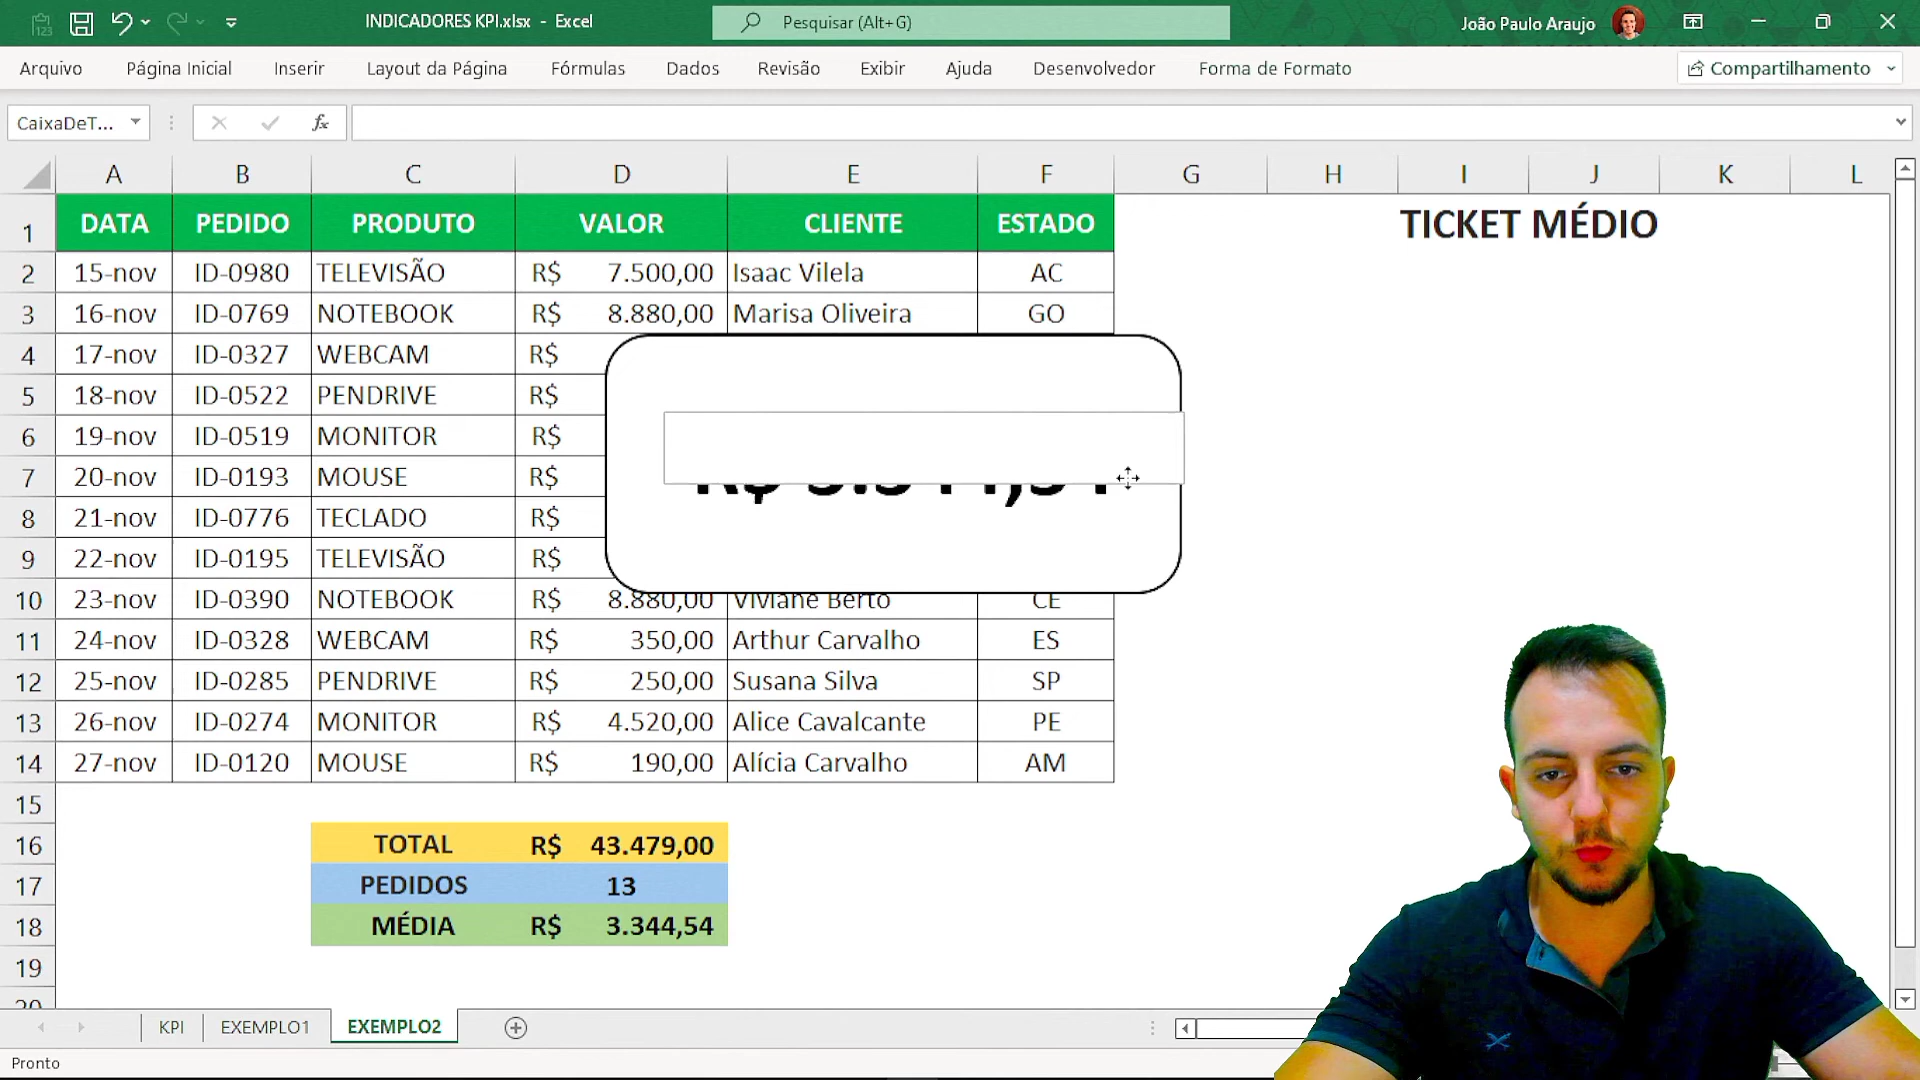 INDICADORES KPI.xlsx - Excel
Pesquisar (Alt+G)
João Paulo Araujo
Arquivo Página Inicial Inserir Layout da Página Fórmulas Dados Revisão Exibir Ajuda Desenvolvedor Forma de Formato Compartilhamento
CaixaDeT... fx
A B C D E F G H I J K L
1 DATA PEDIDO PRODUTO VALOR CLIENTE ESTADO TICKET MÉDIO
2 15-nov ID-0980 TELEVISÃO R$ 7.500,00 Isaac Vilela AC
3 16-nov ID-0769 NOTEBOOK R$ 8.880,00 Marisa Oliveira GO
4 17-nov ID-0327 WEBCAM R$
5 18-nov ID-0522 PENDRIVE R$
6 19-nov ID-0519 MONITOR R$
7 20-nov ID-0193 MOUSE R$
8 21-nov ID-0776 TECLADO R$
9 22-nov ID-0195 TELEVISÃO R$
10 23-nov ID-0390 NOTEBOOK R$ 8.880,00 Viviane Berto CE
11 24-nov ID-0328 WEBCAM R$ 350,00 Arthur Carvalho ES
12 25-nov ID-0285 PENDRIVE R$ 250,00 Susana Silva SP
13 26-nov ID-0274 MONITOR R$ 4.520,00 Alice Cavalcante PE
14 27-nov ID-0120 MOUSE R$ 190,00 Alícia Carvalho AM
15
16 TOTAL R$ 43.479,00
17 PEDIDOS 13
18 MÉDIA R$ 3.344,54
19
KPI EXEMPLO1 EXEMPLO2
Pronto